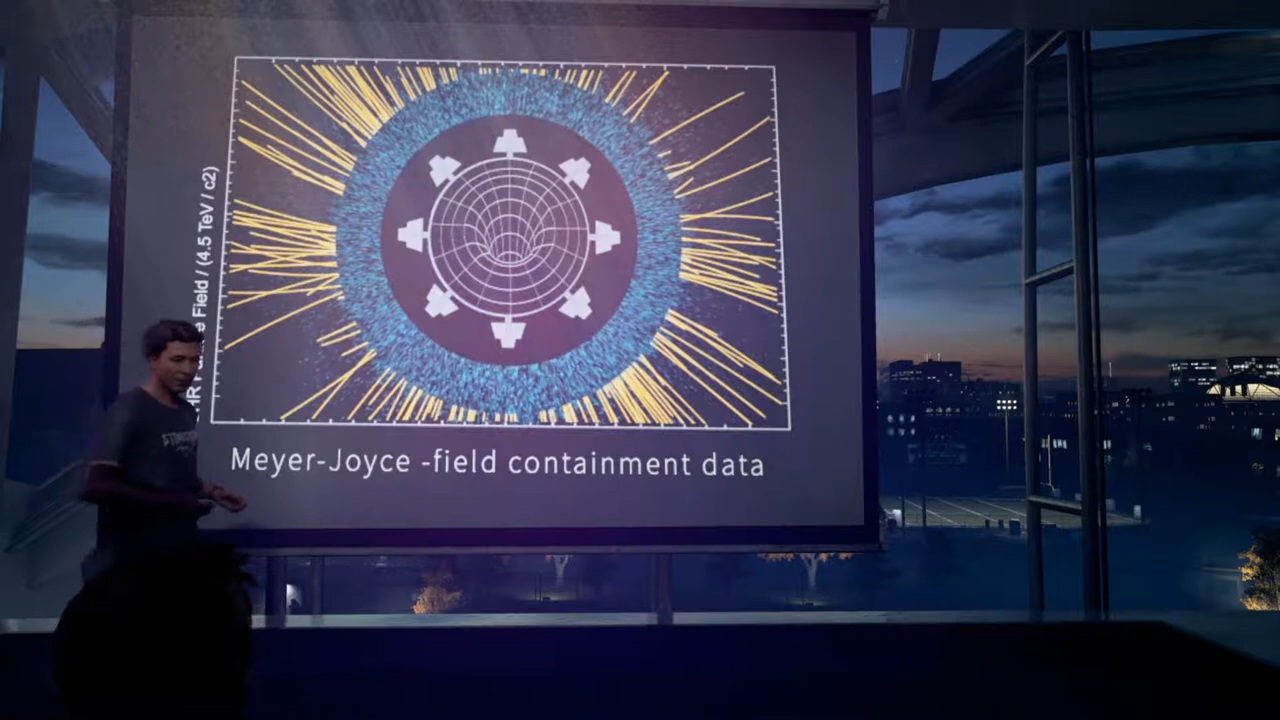 Field / (4.5 TeV / c2)
Meyer-Joyce -field containment data